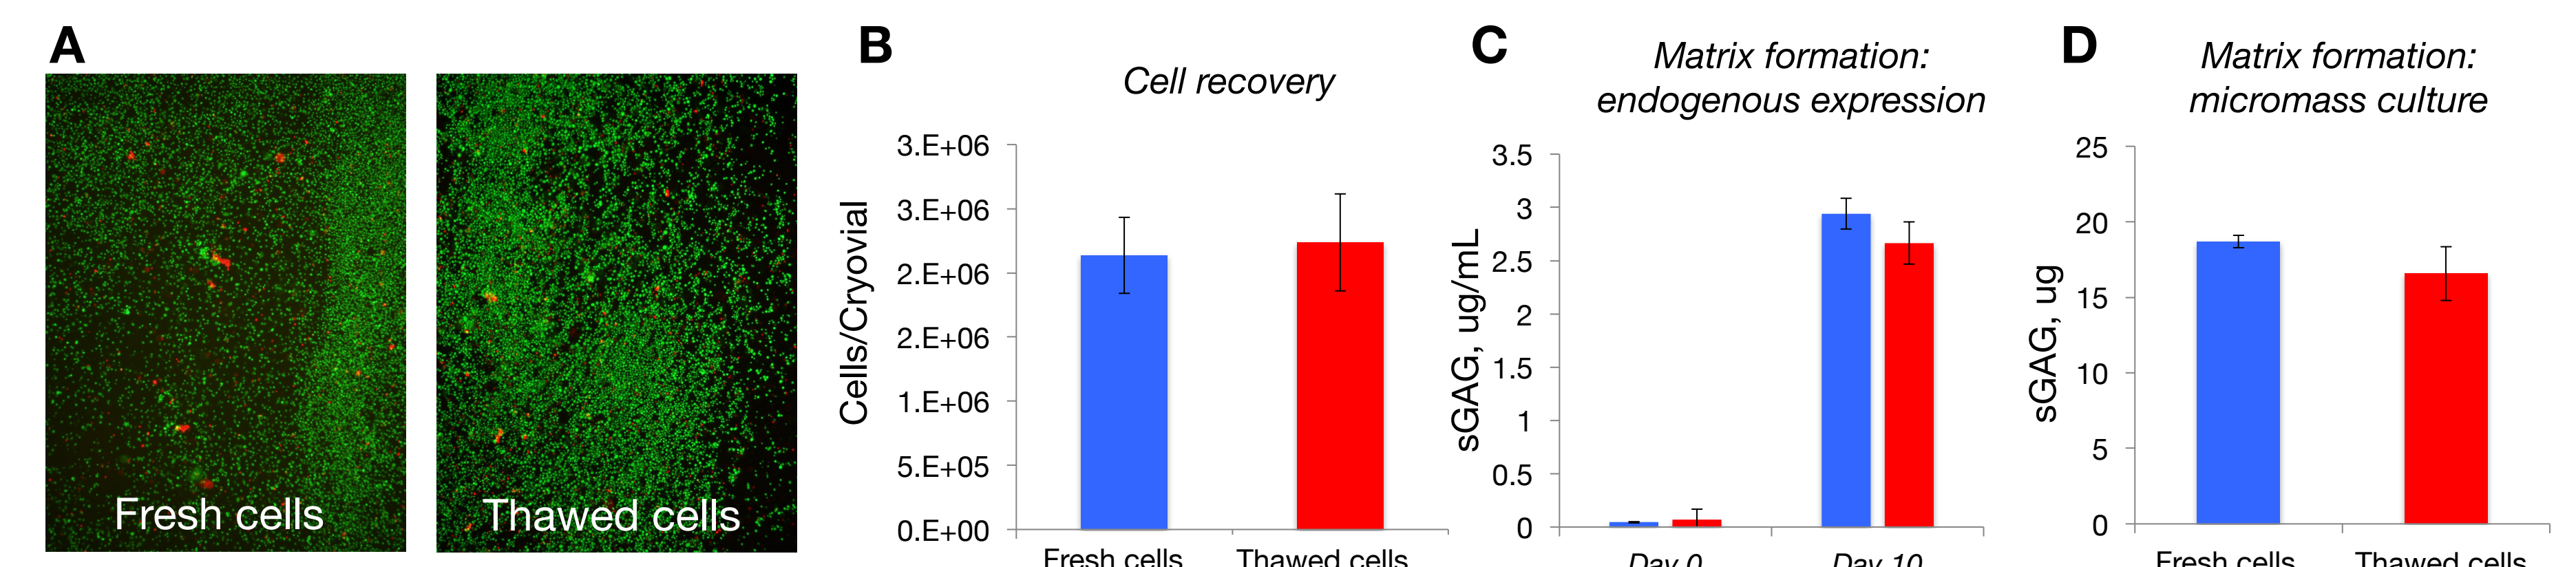 A
Fresh cells
Thawed cells
B
Cell recovery
Cells/Cryovial
3.E+06
3.E+06
2.E+06
2.E+06
1.E+06
5.E+05
0.E+00
Fresh cells
Thawed cells
C
Matrix formation:
endogenous expression
sGAG, ug/mL
3.5
3
2.5
2
1.5
1
0.5
0
Day 0
Day 10
D
Matrix formation:
micromass culture
sGAG, ug
25
20
15
10
5
0
Fresh cells
Thawed cells